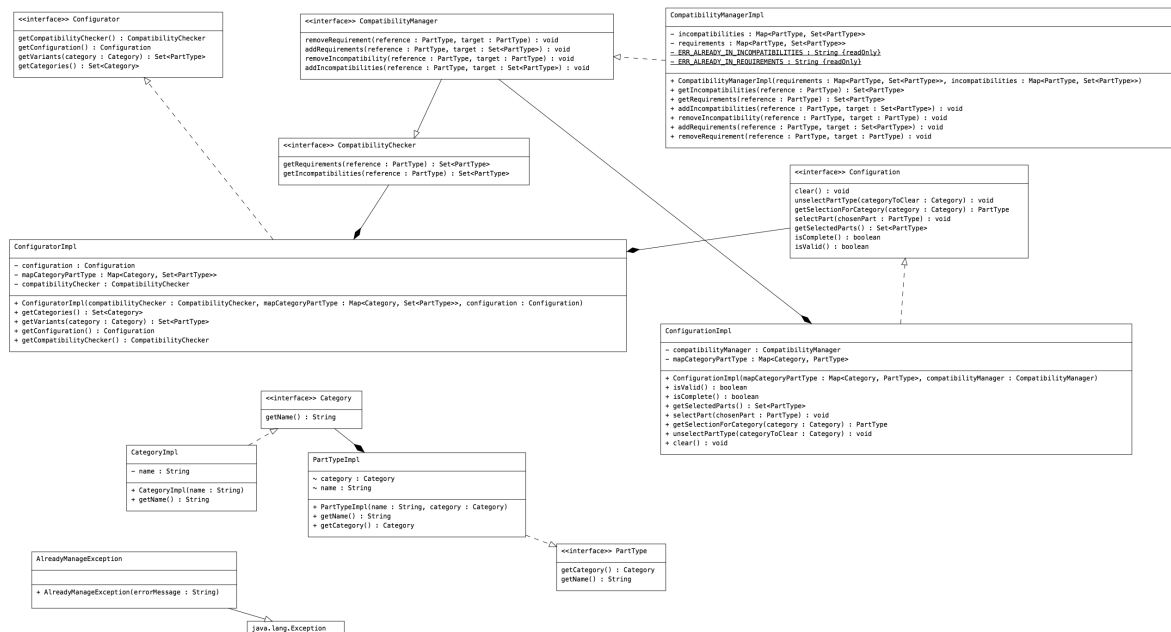 <<interface>> Configurator
getCompatibilityChecker() : CompatibilityChecker
getConfiguration() : Configuration
getVariants(category : Category) : Set<PartType>
getCategories() : Set<Category>
<<interface>> CompatibilityManager
removeRequirement(reference : PartType, target : PartType) : void
addRequirements(reference : PartType, target : Set<PartType>) : void
removeIncompatibility(reference : PartType, target : PartType) : void
addIncompatibilities(reference : PartType, target : Set<PartType>) : void
CompatibilityManagerImpl
- incompatibilities : Map<PartType, Set<PartType>>
- requirements : Map<PartType, Set<PartType>>
- ERR_ALREADY_IN_INCOMPATIBILITIES : String {readOnly}
- ERR_ALREADY_IN_REQUIREMENTS : String {readOnly}
+ CompatibilityManagerImpl(requirements : Map<PartType, Set<PartType>>, incompatibilities : Map<PartType, Set<PartType>>)
+ getIncompatibilities(reference : PartType) : Set<PartType>
+ getRequirements(reference : PartType) : Set<PartType>
+ addIncompatibilities(reference : PartType, target : Set<PartType>) : void
+ removeIncompatibility(reference : PartType, target : PartType) : void
+ addRequirements(reference : PartType, target : Set<PartType>) : void
+ removeRequirement(reference : PartType, target : PartType) : void
<<interface>> CompatibilityChecker
getRequirements(reference : PartType) : Set<PartType>
getIncompatibilities(reference : PartType) : Set<PartType>
<<interface>> Configuration
clear() : void
unselectPartType(categoryToClear : Category) : void
getSelectionForCategory(category : Category) : PartType
selectPart(chosenPart : PartType) : void
getSelectedParts() : Set<PartType>
isComplete() : boolean
isValid() : boolean
ConfiguratorImpl
- configuration : Configuration
- mapCategoryPartType : Map<Category, Set<PartType>>
- compatibilityChecker : CompatibilityChecker
+ ConfiguratorImpl(compatibilityChecker : CompatibilityChecker, mapCategoryPartType : Map<Category, Set<PartType>>, configuration : Configuration)
+ getCategories() : Set<Category>
+ getVariants(category : Category) : Set<PartType>
+ getConfiguration() : Configuration
+ getCompatibilityChecker() : CompatibilityChecker
ConfigurationImpl
- compatibilityManager : CompatibilityManager
- mapCategoryPartType : Map<Category, PartType>
+ ConfigurationImpl(mapCategoryPartType : Map<Category, PartType>, compatibilityManager : CompatibilityManager)
+ isValid() : boolean
+ isComplete() : boolean
+ getSelectedParts() : Set<PartType>
+ selectPart(chosenPart : PartType) : void
+ getSelectionForCategory(category : Category) : PartType
+ unselectPartType(categoryToClear : Category) : void
+ clear() : void
<<interface>> Category
getName() : String
CategoryImpl
- name : String
+ CategoryImpl(name : String)
+ getName() : String
PartTypeImpl
~ category : Category
~ name : String
+ PartTypeImpl(name : String, category : Category)
+ getName() : String
+ getCategory() : Category
<<interface>> PartType
getCategory() : Category
getName() : String
AlreadyManageException
+ AlreadyManageException(errorMessage : String)
java.lang.Exception